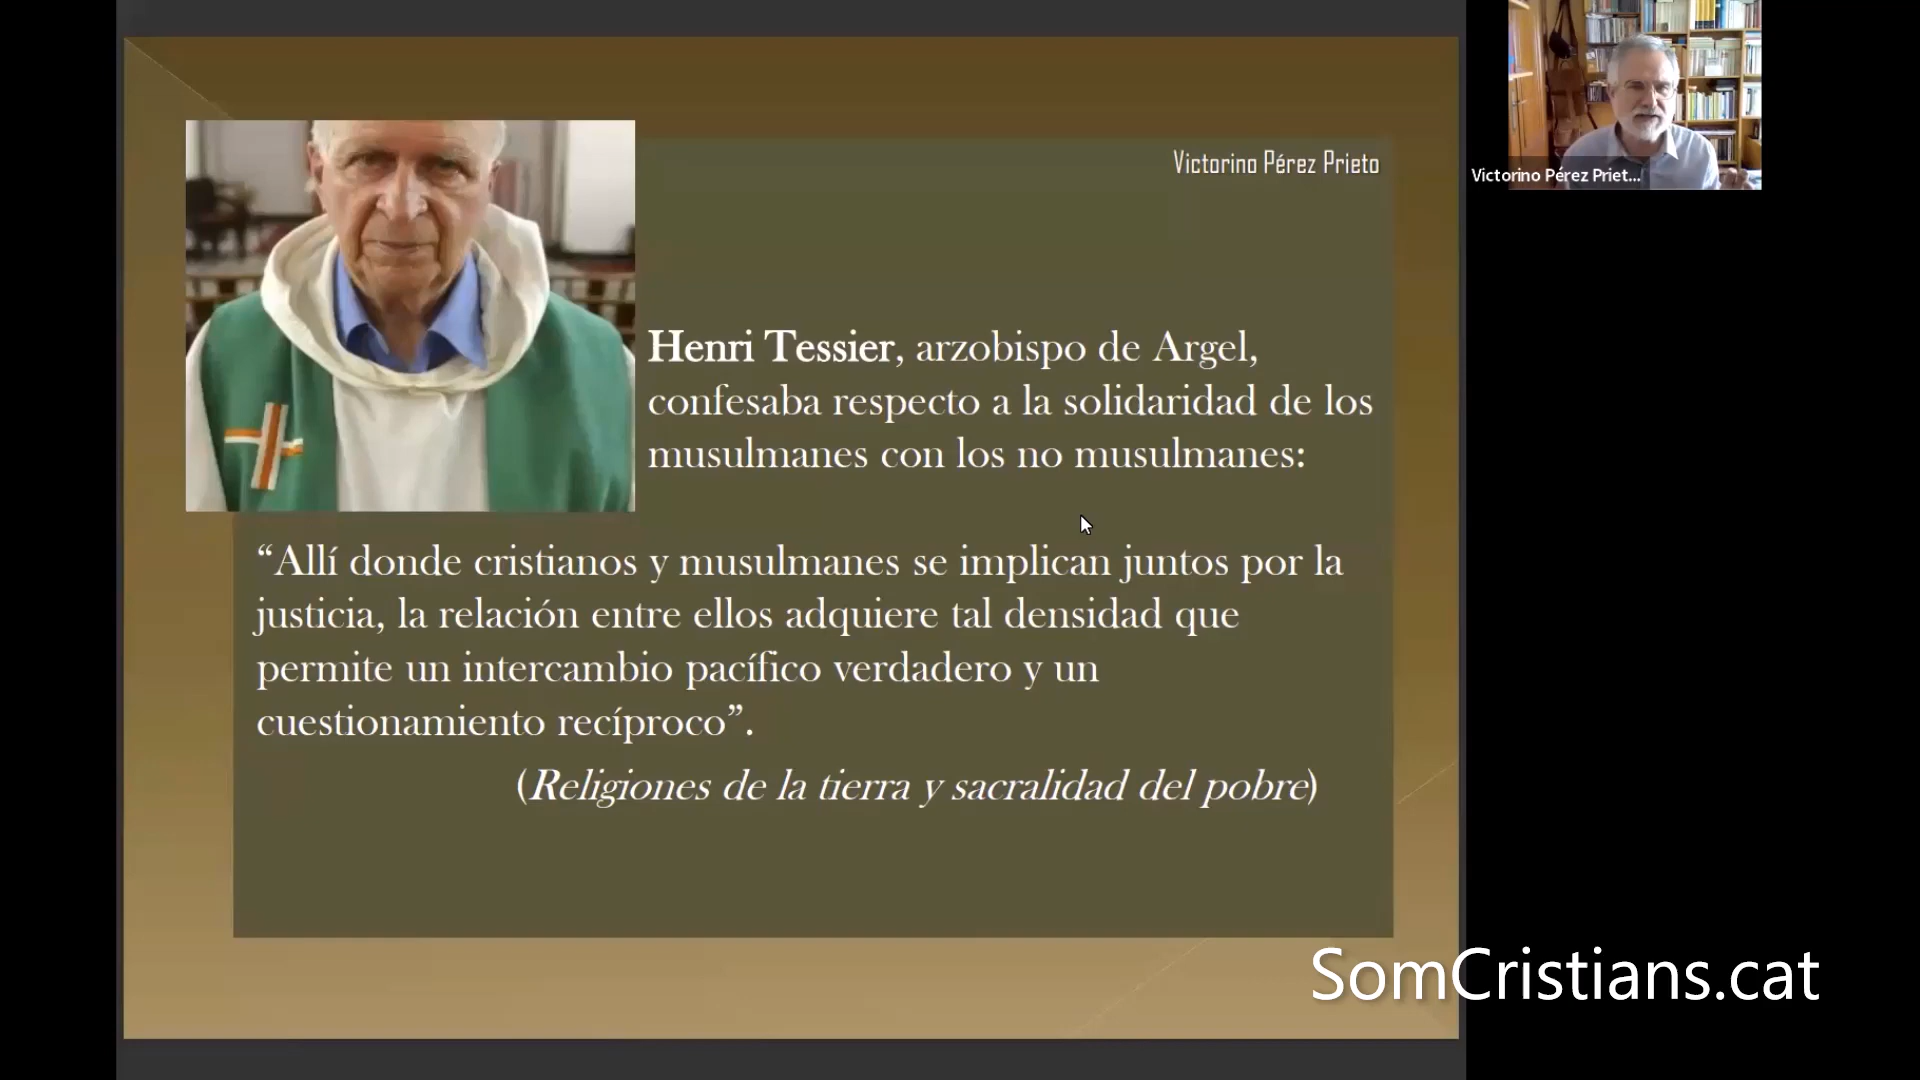 Victorino Pérez Prieto
Victorino Pérez Priet...
Henri Tessier, arzobispo de Argel,
confesaba respecto a la solidaridad de los
musulmanes con los no musulmanes:
“Allí donde cristianos y musulmanes se implican juntos por la
justicia, la relación entre ellos adquiere tal densidad que
permite un intercambio pacífico verdadero y un
cuestionamiento recíproco”.
(Religiones de la tierra y sacralidad del pobre)
SomCristians.cat